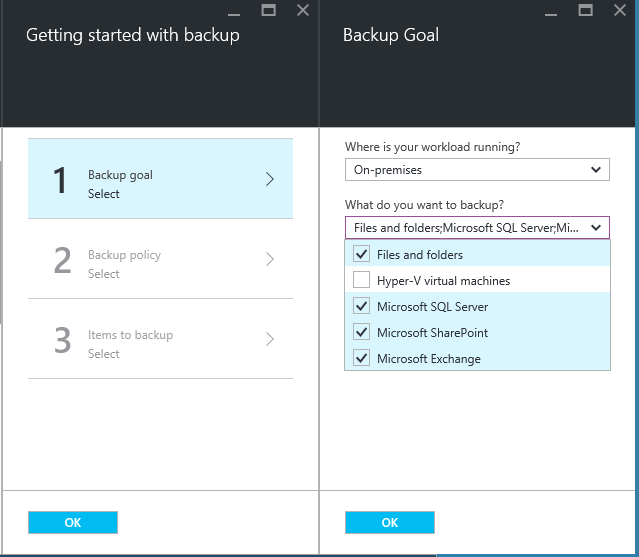 Getting started with backup
1
Backup goal
Select
2
Backup policy
Select
3
Items to backup
Select
OK
Backup Goal
Where is your workload running?
On-premises
What do you want to backup?
Files and folders;Microsoft SQL Server;Mi...
Files and folders
Hyper-V virtual machines
Microsoft SQL Server
Microsoft SharePoint
Microsoft Exchange
OK